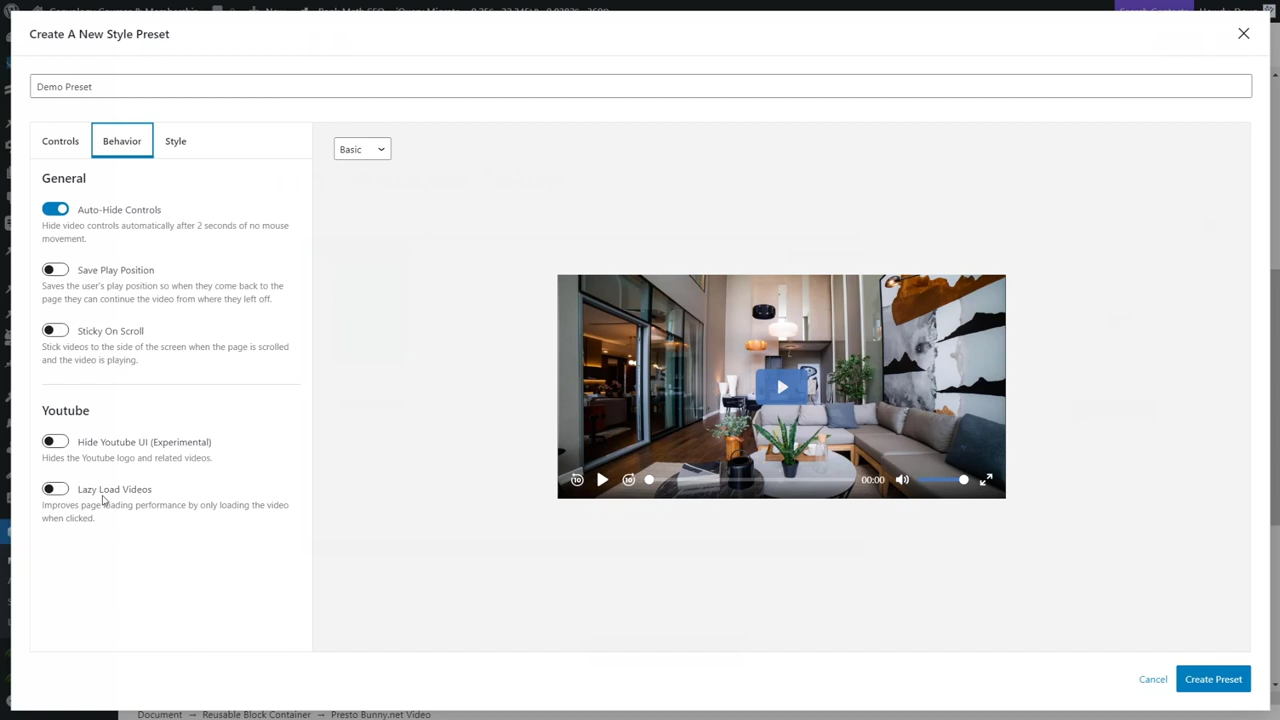 Create A New Style Preset
Demo Preset
Controls
Behavior
Style
Basic
General
Auto-Hide Controls
Hide video controls automatically after 2 seconds of no mouse
movement.
Save Play Position
Saves the user's play position so when they come back to the
page they can continue the video from where they left off.
Sticky On Scroll
Stick videos to the side of the screen when the page is scrolled
and the video is playing.
Youtube
Hide Youtube UI (Experimental)
Hides the Youtube logo and related videos.
Lazy Load Videos
Improves page loading performance by only loading the video
when clicked.
10
10
00:00
Cancel
Create Preset
Document → Reusable Block Container → Presto Bunny.net Video